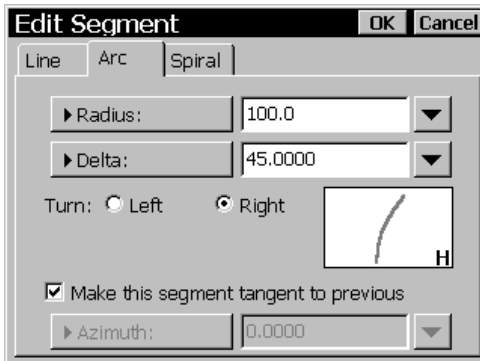 Edit Segment OK Cancel
Line Arc Spiral
Radius: 100.0
Delta: 45.0000
Turn: Left Right
H
Make this segment tangent to previous
Azimuth: 0.0000